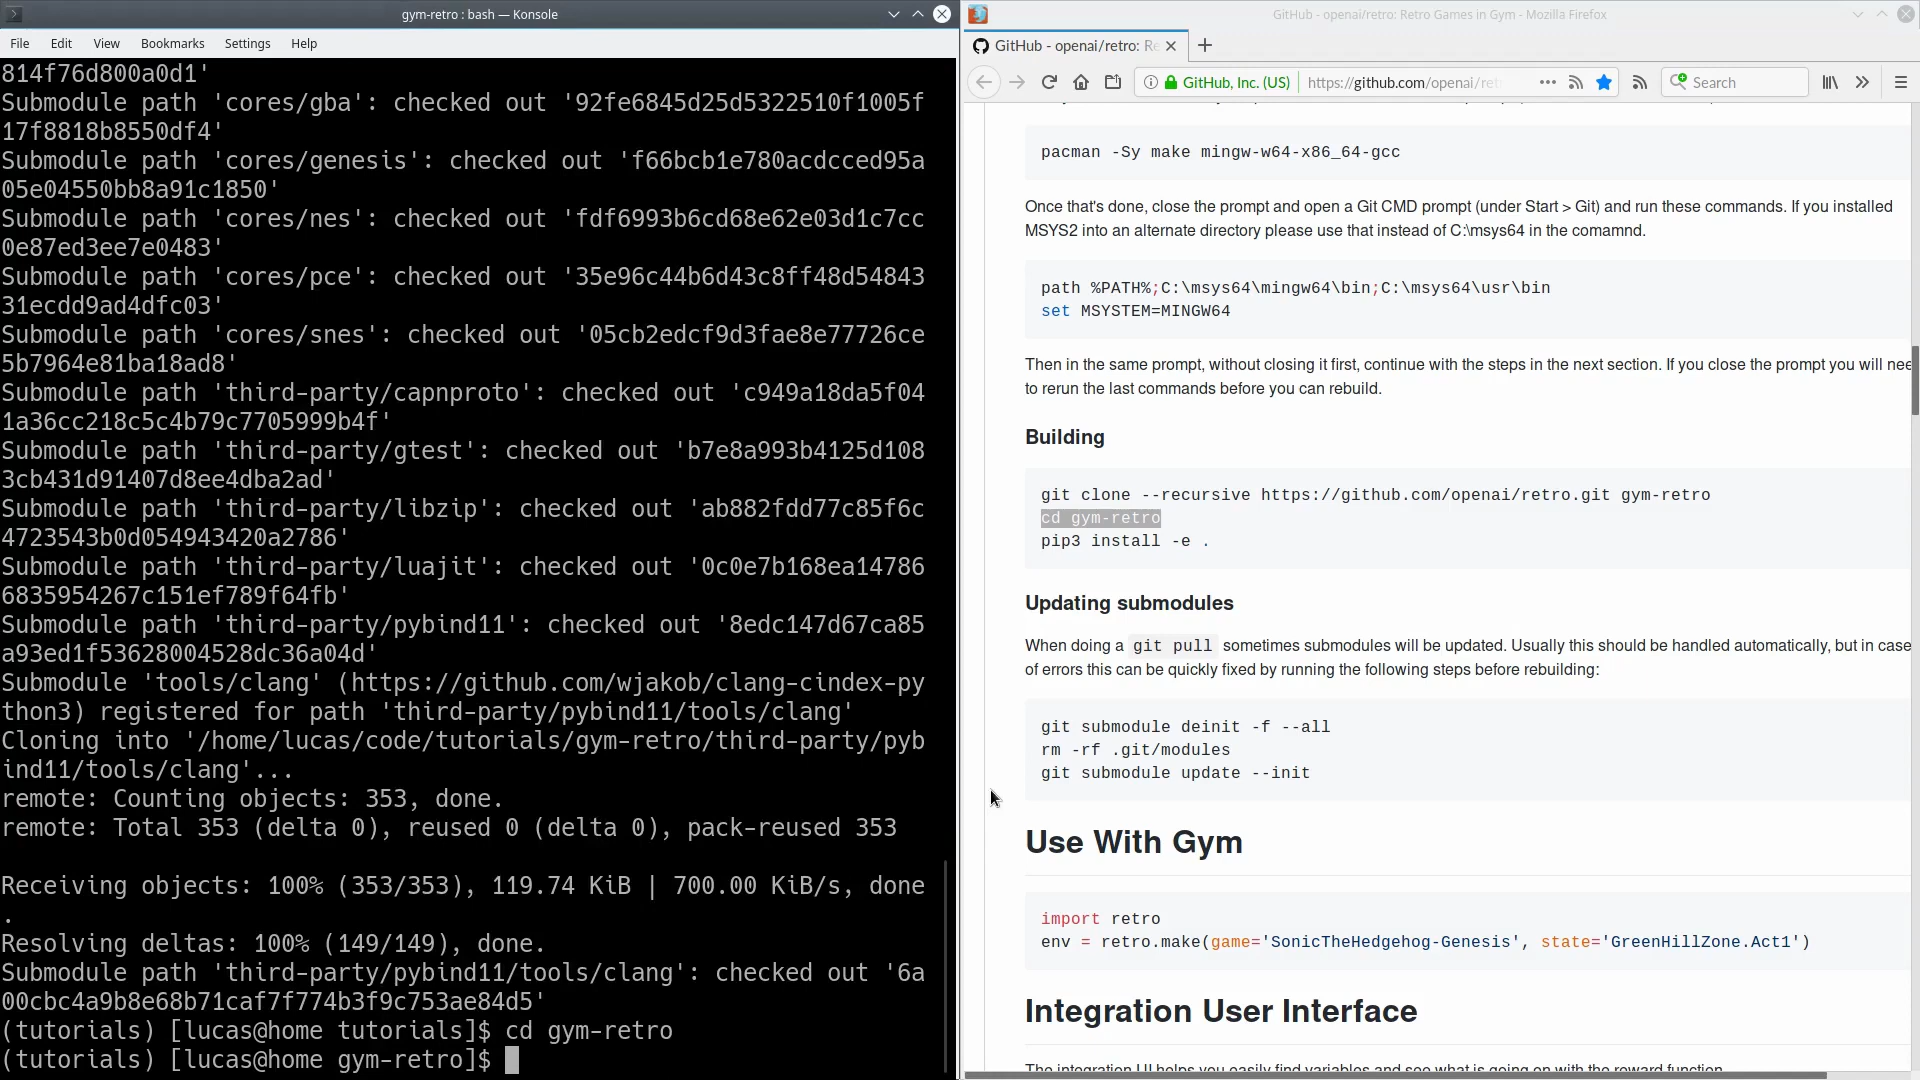 gym-retro : bash — Konsole
File Edit View Bookmarks Settings Help
814f76d800a0d1'
Submodule path 'cores/gba': checked out '92fe6845d25d5322510f1005f
17f8818b8550df4'
Submodule path 'cores/genesis': checked out 'f66bcb1e780acdcced95a
05e04550bb8a91c1850'
Submodule path 'cores/nes': checked out 'fdf6993b6cd68e62e03d1c7cc
0e87ed3ee7e0483'
Submodule path 'cores/pce': checked out '35e96c44b6d43c8ff48d54843
31ecdd9ad4dfc03'
Submodule path 'cores/snes': checked out '05cb2edcf9d3fae8e77726ce
5b7964e81ba18ad8'
Submodule path 'third-party/capnproto': checked out 'c949a18da5f04
1a36cc218c5c4b79c7705999b4f'
Submodule path 'third-party/gtest': checked out 'b7e8a993b4125d108
3cb431d91407d8ee4dba2ad'
Submodule path 'third-party/libzip': checked out 'ab882fdd77c85f6c
4723543b0d054943420a2786'
Submodule path 'third-party/luajit': checked out '0c0e7b168ea14786
6835954267c151ef789f64fb'
Submodule path 'third-party/pybind11': checked out '8edc147d67ca85
a93ed1f53628004528dc36a04d'
Submodule 'tools/clang' (https://github.com/wjakob/clang-cindex-py
thon3) registered for path 'third-party/pybind11/tools/clang'
Cloning into '/home/lucas/code/tutorials/gym-retro/third-party/pyb
ind11/tools/clang'...
remote: Counting objects: 353, done.
remote: Total 353 (delta 0), reused 0 (delta 0), pack-reused 353
Receiving objects: 100% (353/353), 119.74 KiB | 700.00 KiB/s, done
.
Resolving deltas: 100% (149/149), done.
Submodule path 'third-party/pybind11/tools/clang': checked out '6a
00cbc4a9b8e68b71caf7f774b3f9c753ae84d5'
(tutorials) [lucas@home tutorials]$ cd gym-retro
(tutorials) [lucas@home gym-retro]$
GitHub - openai/retro: Retro Games in Gym - Mozilla Firefox
GitHub - openai/retro: Re
GitHub, Inc. (US) https://github.com/openai/ret Search
pacman -Sy make mingw-w64-x86_64-gcc
Once that's done, close the prompt and open a Git CMD prompt (under Start > Git) and run these commands. If you installed
MSYS2 into an alternate directory please use that instead of C:\msys64 in the comamnd.
path %PATH%;C:\msys64\mingw64\bin;C:\msys64\usr\bin
set MSYSTEM=MINGW64
Then in the same prompt, without closing it first, continue with the steps in the next section. If you close the prompt you will nee
to rerun the last commands before you can rebuild.
Building
git clone --recursive https://github.com/openai/retro.git gym-retro
cd gym-retro
pip3 install -e .
Updating submodules
When doing a git pull sometimes submodules will be updated. Usually this should be handled automatically, but in case
of errors this can be quickly fixed by running the following steps before rebuilding:
git submodule deinit -f --all
rm -rf .git/modules
git submodule update --init
Use With Gym
import retro
env = retro.make(game='SonicTheHedgehog-Genesis', state='GreenHillZone.Act1')
Integration User Interface
The integration UI helps you easily find variables and see what is going on with the reward function